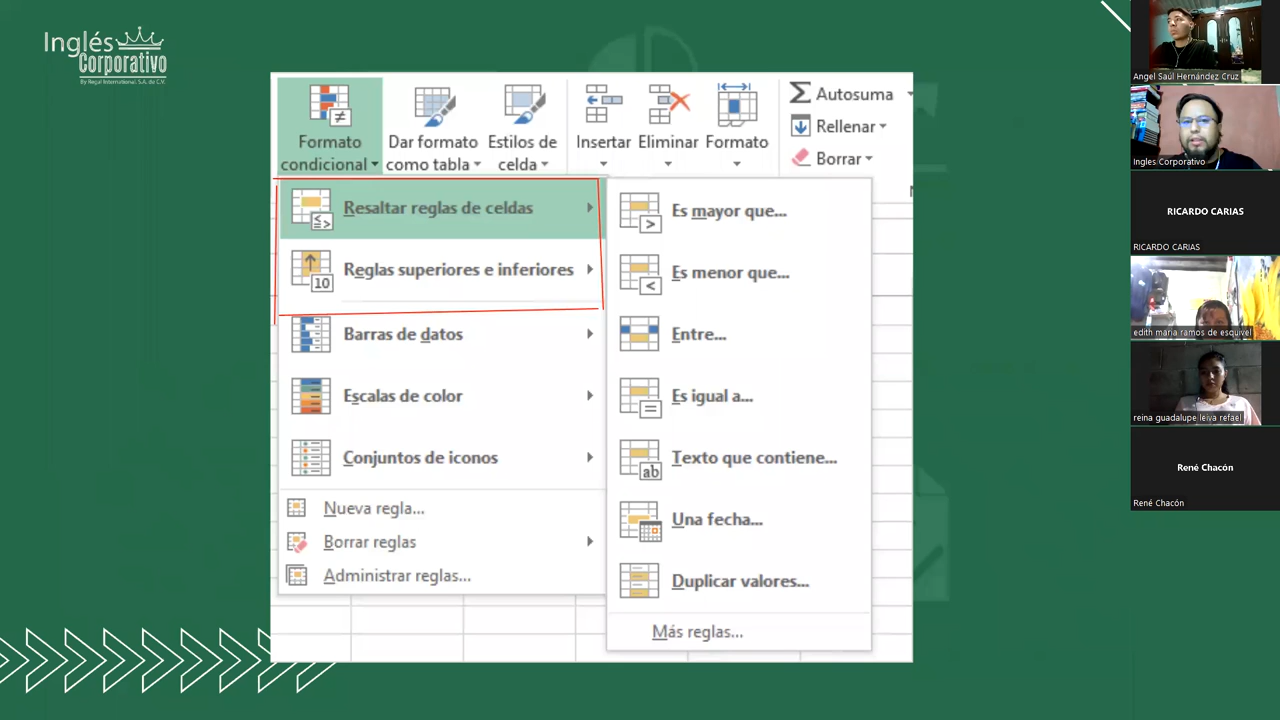 Inglés
Corporativo
By Regal International, S.A. de C.V.
Formato
condicional
Dar formato
como tabla
Estilos de
celda
Insertar
Eliminar
Formato
Autosuma
Rellenar
Borrar
Resaltar reglas de celdas
Reglas superiores e inferiores
10
Barras de datos
Escalas de color
Conjuntos de iconos
Nueva regla...
Borrar reglas
Administrar reglas...
Es mayor que...
Es menor que...
Entre...
Es igual a...
Texto que contiene...
ab
Una fecha...
Duplicar valores...
Más reglas...
Angel Saúl Hernández Cruz
Ingles Corporativo
RICARDO CARIAS
RICARDO CARIAS
edith maria ramos de esquivel
reina guadalupe leiva refael
René Chacón
René Chacón